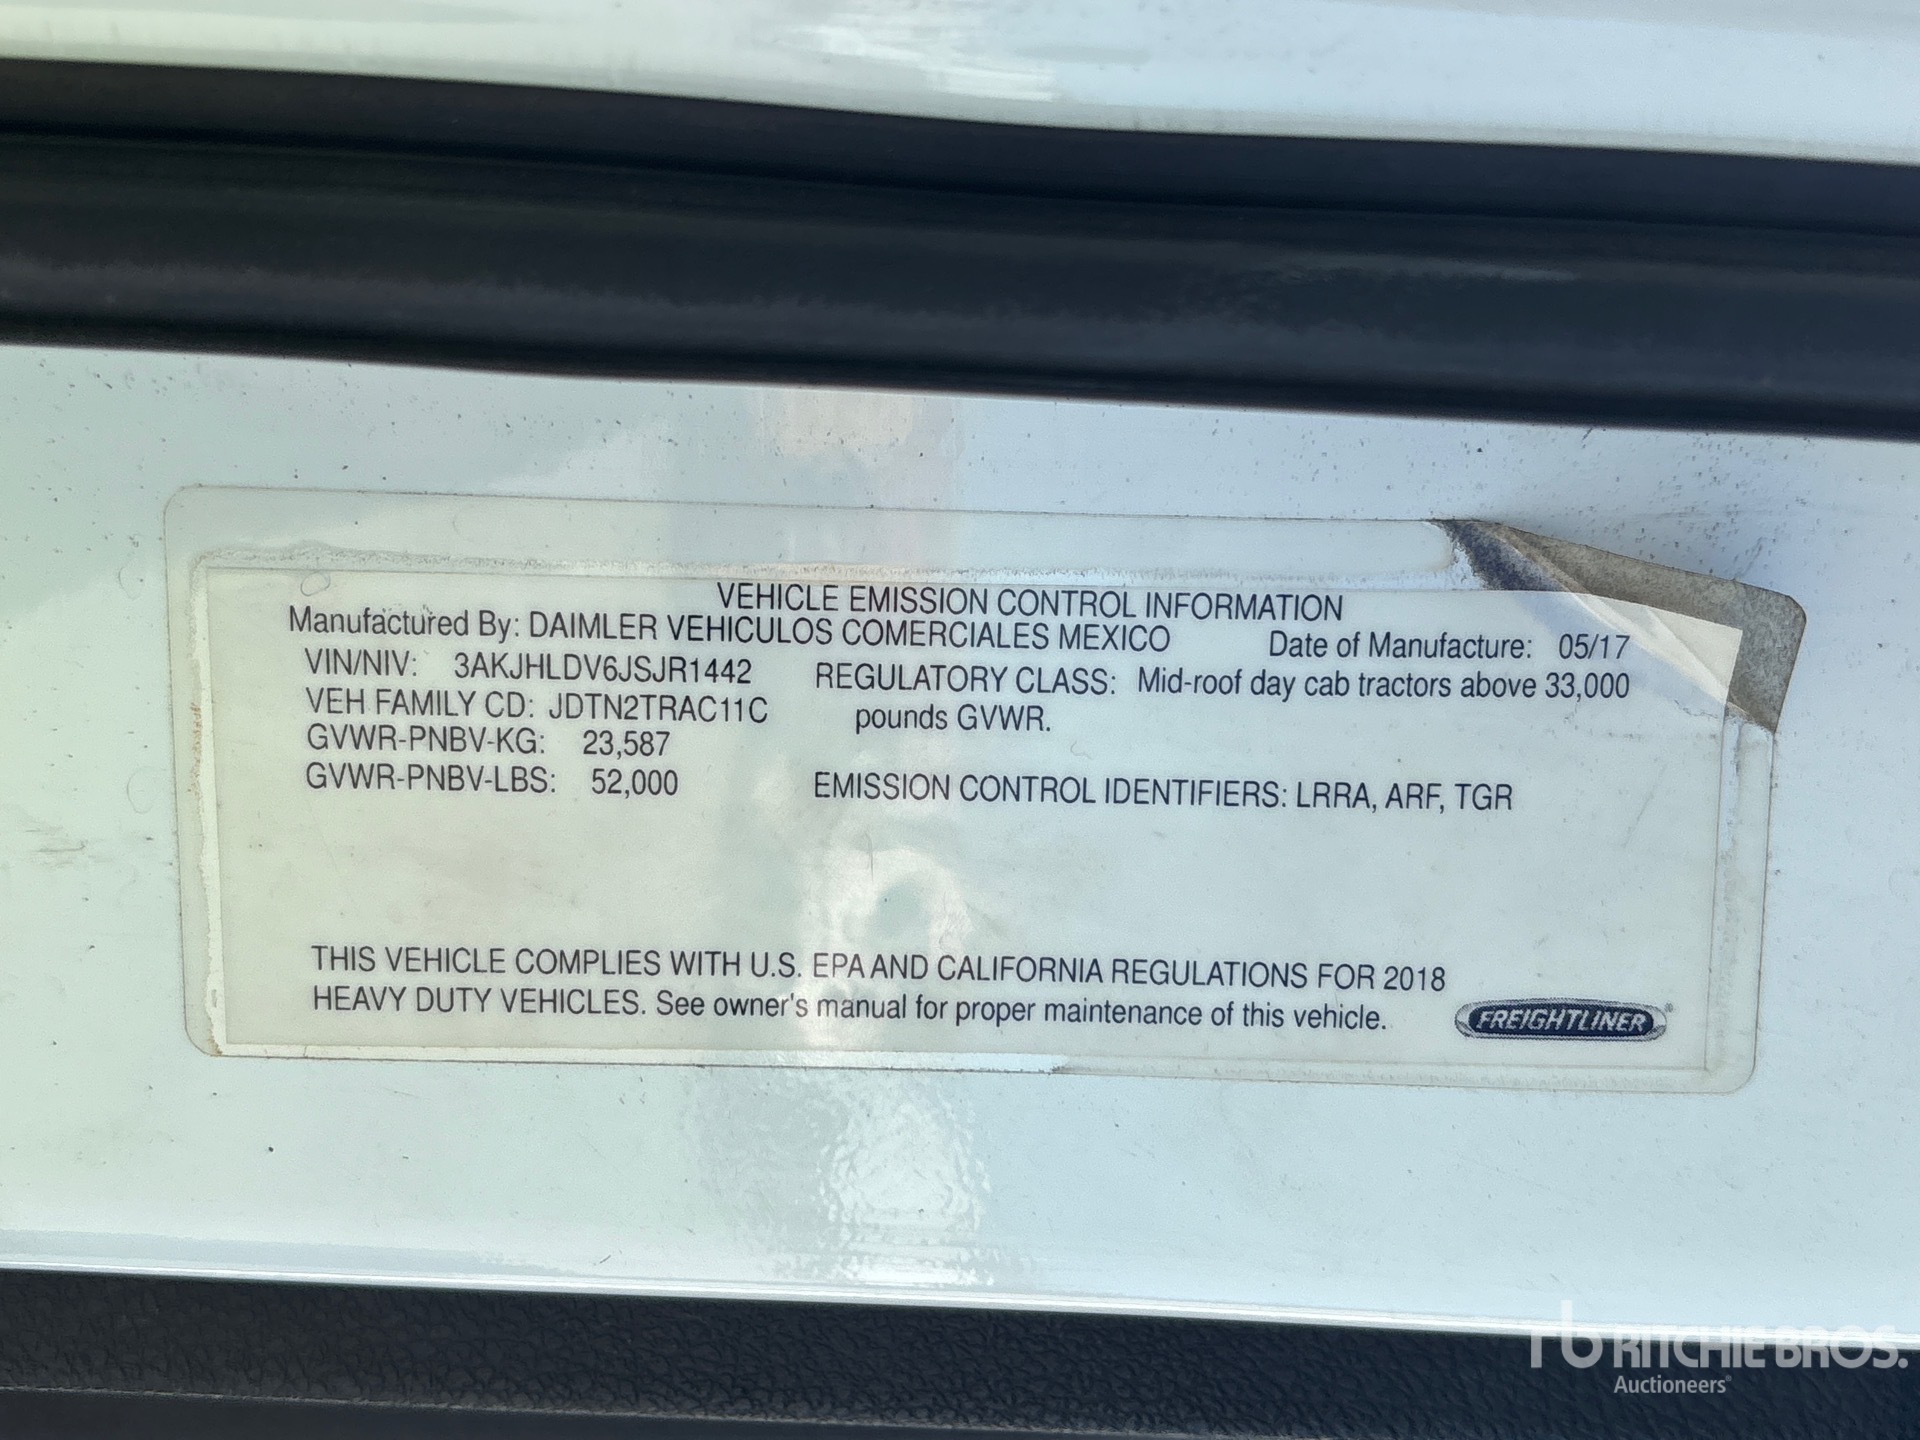 VEHICLE EMISSION CONTROL INFORMATION
Manufactured By: DAIMLER VEHICULOS COMERCIALES MEXICO Date of Manufacture: 05/17
VIN/NIV: 3AKJHLDV6JSJR1442 REGULATORY CLASS: Mid-roof day cab tractors above 33,000
VEH FAMILY CD: JDTN2TRAC11C pounds GVWR.
GVWR-PNBV-KG: 23,587
GVWR-PNBV-LBS: 52,000 EMISSION CONTROL IDENTIFIERS: LRRA, ARF, TGR
THIS VEHICLE COMPLIES WITH U.S. EPA AND CALIFORNIA REGULATIONS FOR 2018
HEAVY DUTY VEHICLES. See owner's manual for proper maintenance of this vehicle.
FREIGHTLINER®
rb RITCHIE BROS.
Auctioneers®